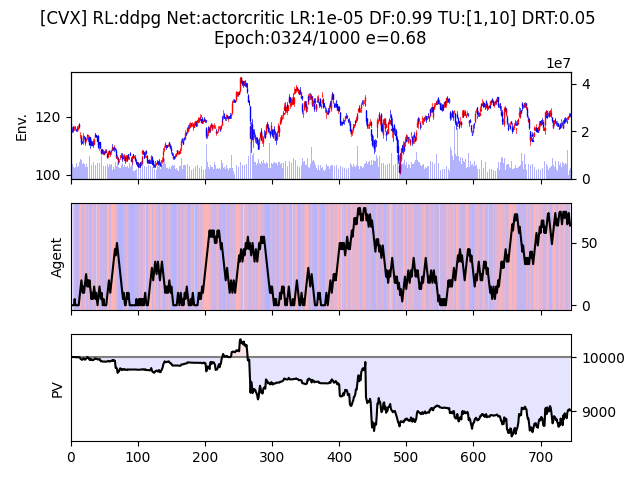 [CVX] RL:ddpg Net:actorcritic LR:1e-05 DF:0.99 TU:[1,10] DRT:0.05
Epoch:0324/1000 e=0.68
1e7
Env.
120
100
4
2
0
Agent
50
0
PV
10000
9000
0 100 200 300 400 500 600 700